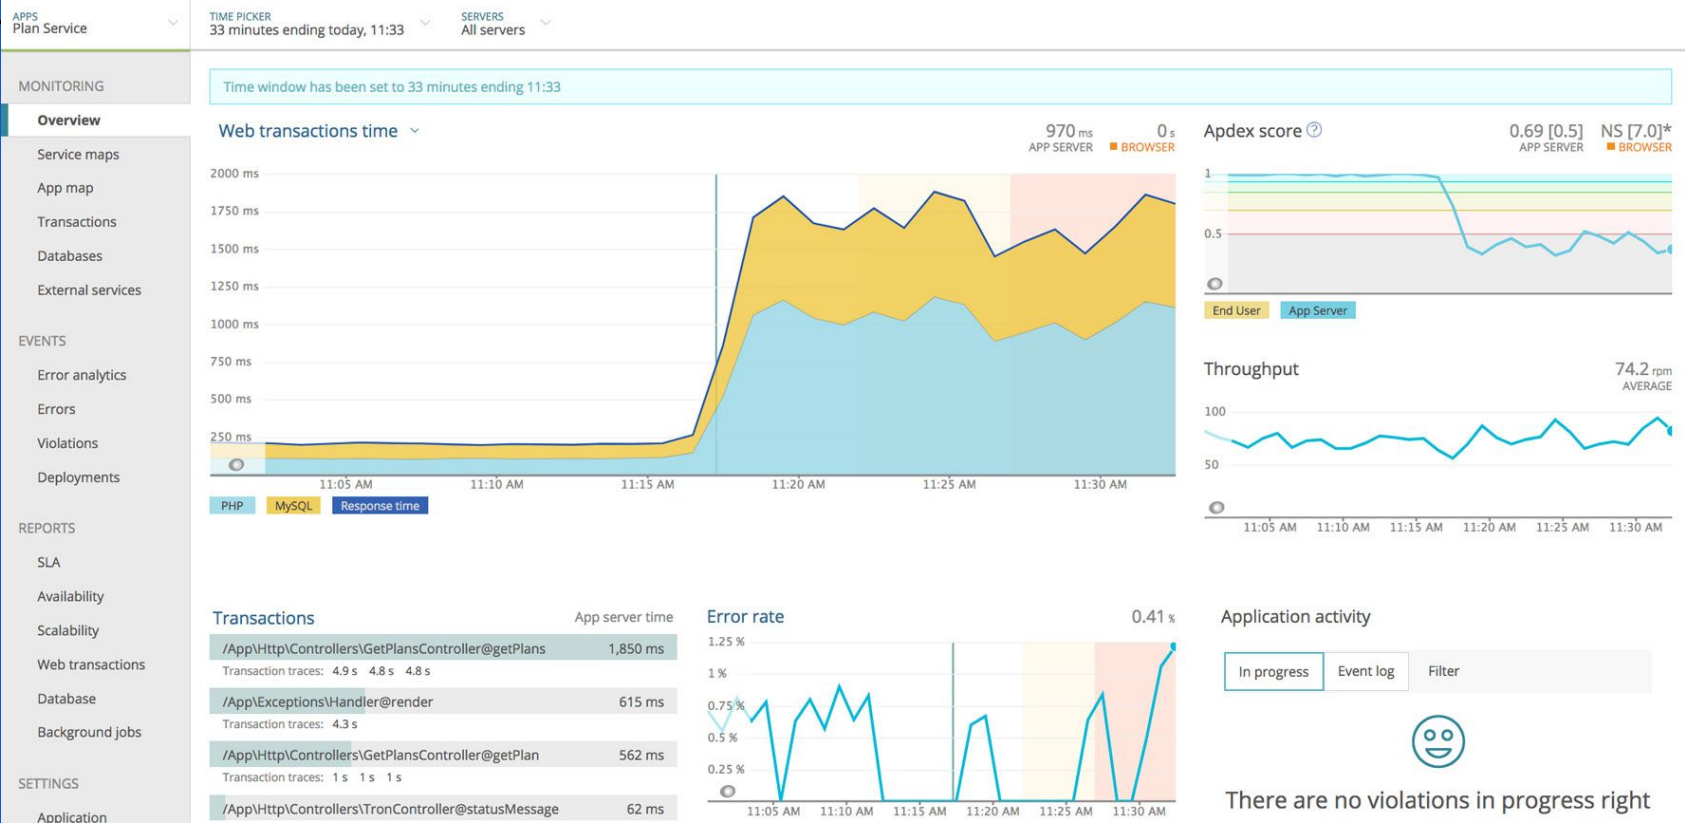 APPS
Plan Service
TIME PICKER
33 minutes ending today, 11:33
SERVERS
All servers
MONITORING
Overview
Service maps
App map
Transactions
Databases
External services
EVENTS
Error analytics
Errors
Violations
Deployments
REPORTS
SLA
Availability
Scalability
Web transactions
Database
Background jobs
SETTINGS
Application
Time window has been set to 33 minutes ending 11:33
Web transactions time
970 ms
APP SERVER
0 s
BROWSER
2000 ms
1750 ms
1500 ms
1250 ms
1000 ms
750 ms
500 ms
250 ms
11:05 AM 11:10 AM 11:15 AM 11:20 AM 11:25 AM 11:30 AM
PHP MySQL Response time
Apdex score ?
0.69 [0.5]
APP SERVER
NS [7.0]*
BROWSER
1
0.5
End User App Server
Throughput
74.2 rpm
AVERAGE
100
50
11:05 AM 11:10 AM 11:15 AM 11:20 AM 11:25 AM 11:30 AM
Transactions App server time
/App\Http\Controllers\GetPlansController@getPlans 1,850 ms
Transaction traces: 4.9 s 4.8 s 4.8 s
/App\Exceptions\Handler@render 615 ms
Transaction traces: 4.3 s
/App\Http\Controllers\GetPlansController@getPlan 562 ms
Transaction traces: 1 s 1 s 1 s
/App\Http\Controllers\TronController@statusMessage 62 ms
Error rate 0.41 %
1.25 %
1 %
0.75 %
0.5 %
0.25 %
11:05 AM 11:10 AM 11:15 AM 11:20 AM 11:25 AM 11:30 AM
Application activity
In progress Event log Filter
There are no violations in progress right